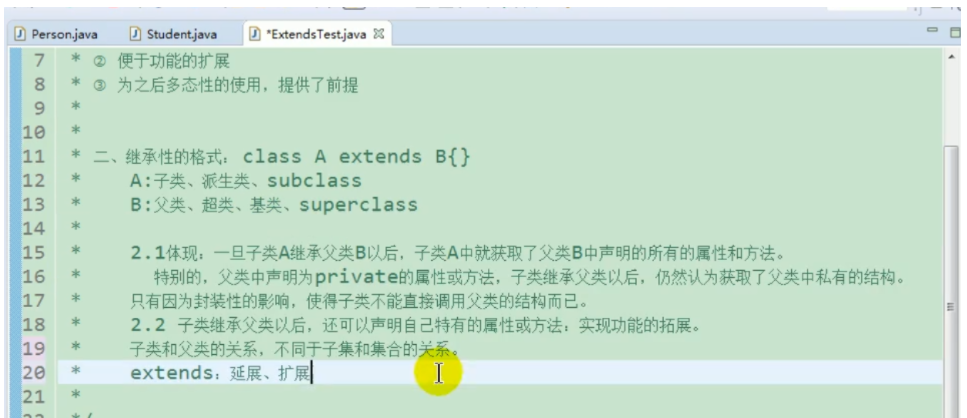 Person.java Student.java *ExtendsTest.java
7 * ② 便于功能的扩展
8 * ③ 为之后多态性的使用，提供了前提
9 *
10 *
11 * 二、继承性的格式：class A extends B{}
12 * A:子类、派生类、subclass
13 * B:父类、超类、基类、superclass
14 *
15 * 2.1体现：一旦子类A继承父类B以后，子类A中就获取了父类B中声明的所有的属性和方法。
16 * 特别的，父类中声明为private的属性或方法，子类继承父类以后，仍然认为获取了父类中私有的结构。
17 * 只有因为封装性的影响，使得子类不能直接调用父类的结构而已。
18 * 2.2 子类继承父类以后，还可以声明自己特有的属性或方法：实现功能的拓展。
19 * 子类和父类的关系，不同于子集和集合的关系。
20 * extends：延展、扩展
21 *